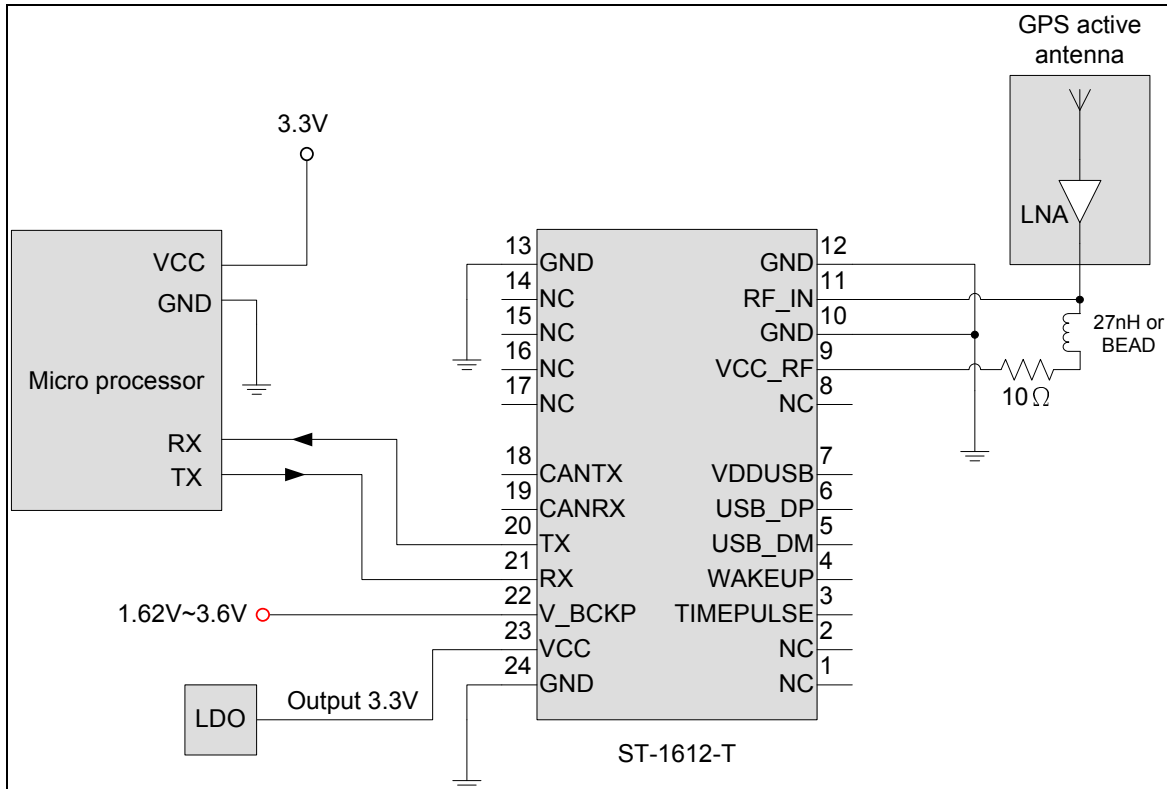 GPS active
antenna
LNA
3.3V
VCC
GND
Micro processor
RX
TX
13
GND
14
NC
15
NC
16
NC
17
NC
18
CANTX
19
CANRX
20
TX
21
RX
22
V_BCKP
23
VCC
24
GND
12
GND
11
RF_IN
10
GND
9
VCC_RF
8
NC
7
VDDUSB
6
USB_DP
5
USB_DM
4
WAKEUP
3
TIMEPULSE
2
NC
1
NC
27nH or
BEAD
10Ω
1.62V~3.6V
LDO
Output 3.3V
ST-1612-T